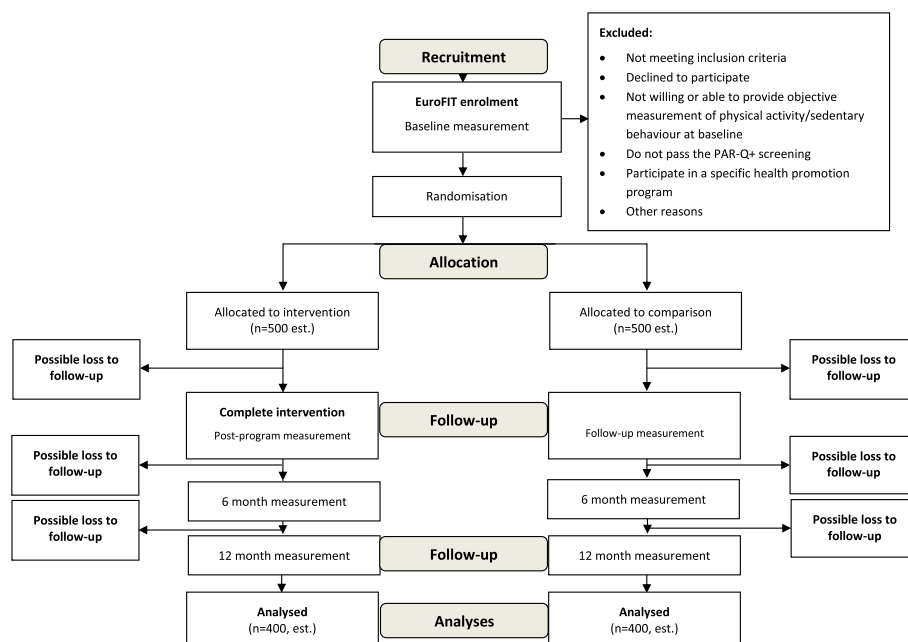 Recruitment
EuroFIT enrolment
Baseline measurement
Excluded:
● Not meeting inclusion criteria
● Declined to participate
● Not willing or able to provide objective
measurement of physical activity/sedentary
behaviour at baseline
● Do not pass the PAR-Q+ screening
● Participate in a specific health promotion
program
● Other reasons
Randomisation
Allocation
Allocated to intervention
(n=500 est.)
Allocated to comparison
(n=500 est.)
Possible loss to
follow-up
Possible loss to
follow-up
Complete intervention
Post-program measurement
Follow-up
Follow-up measurement
Possible loss to
follow-up
Possible loss to
follow-up
6 month measurement
6 month measurement
Possible loss to
follow-up
Possible loss to
follow-up
12 month measurement
Follow-up
12 month measurement
Analysed
(n=400, est.)
Analyses
Analysed
(n=400, est.)